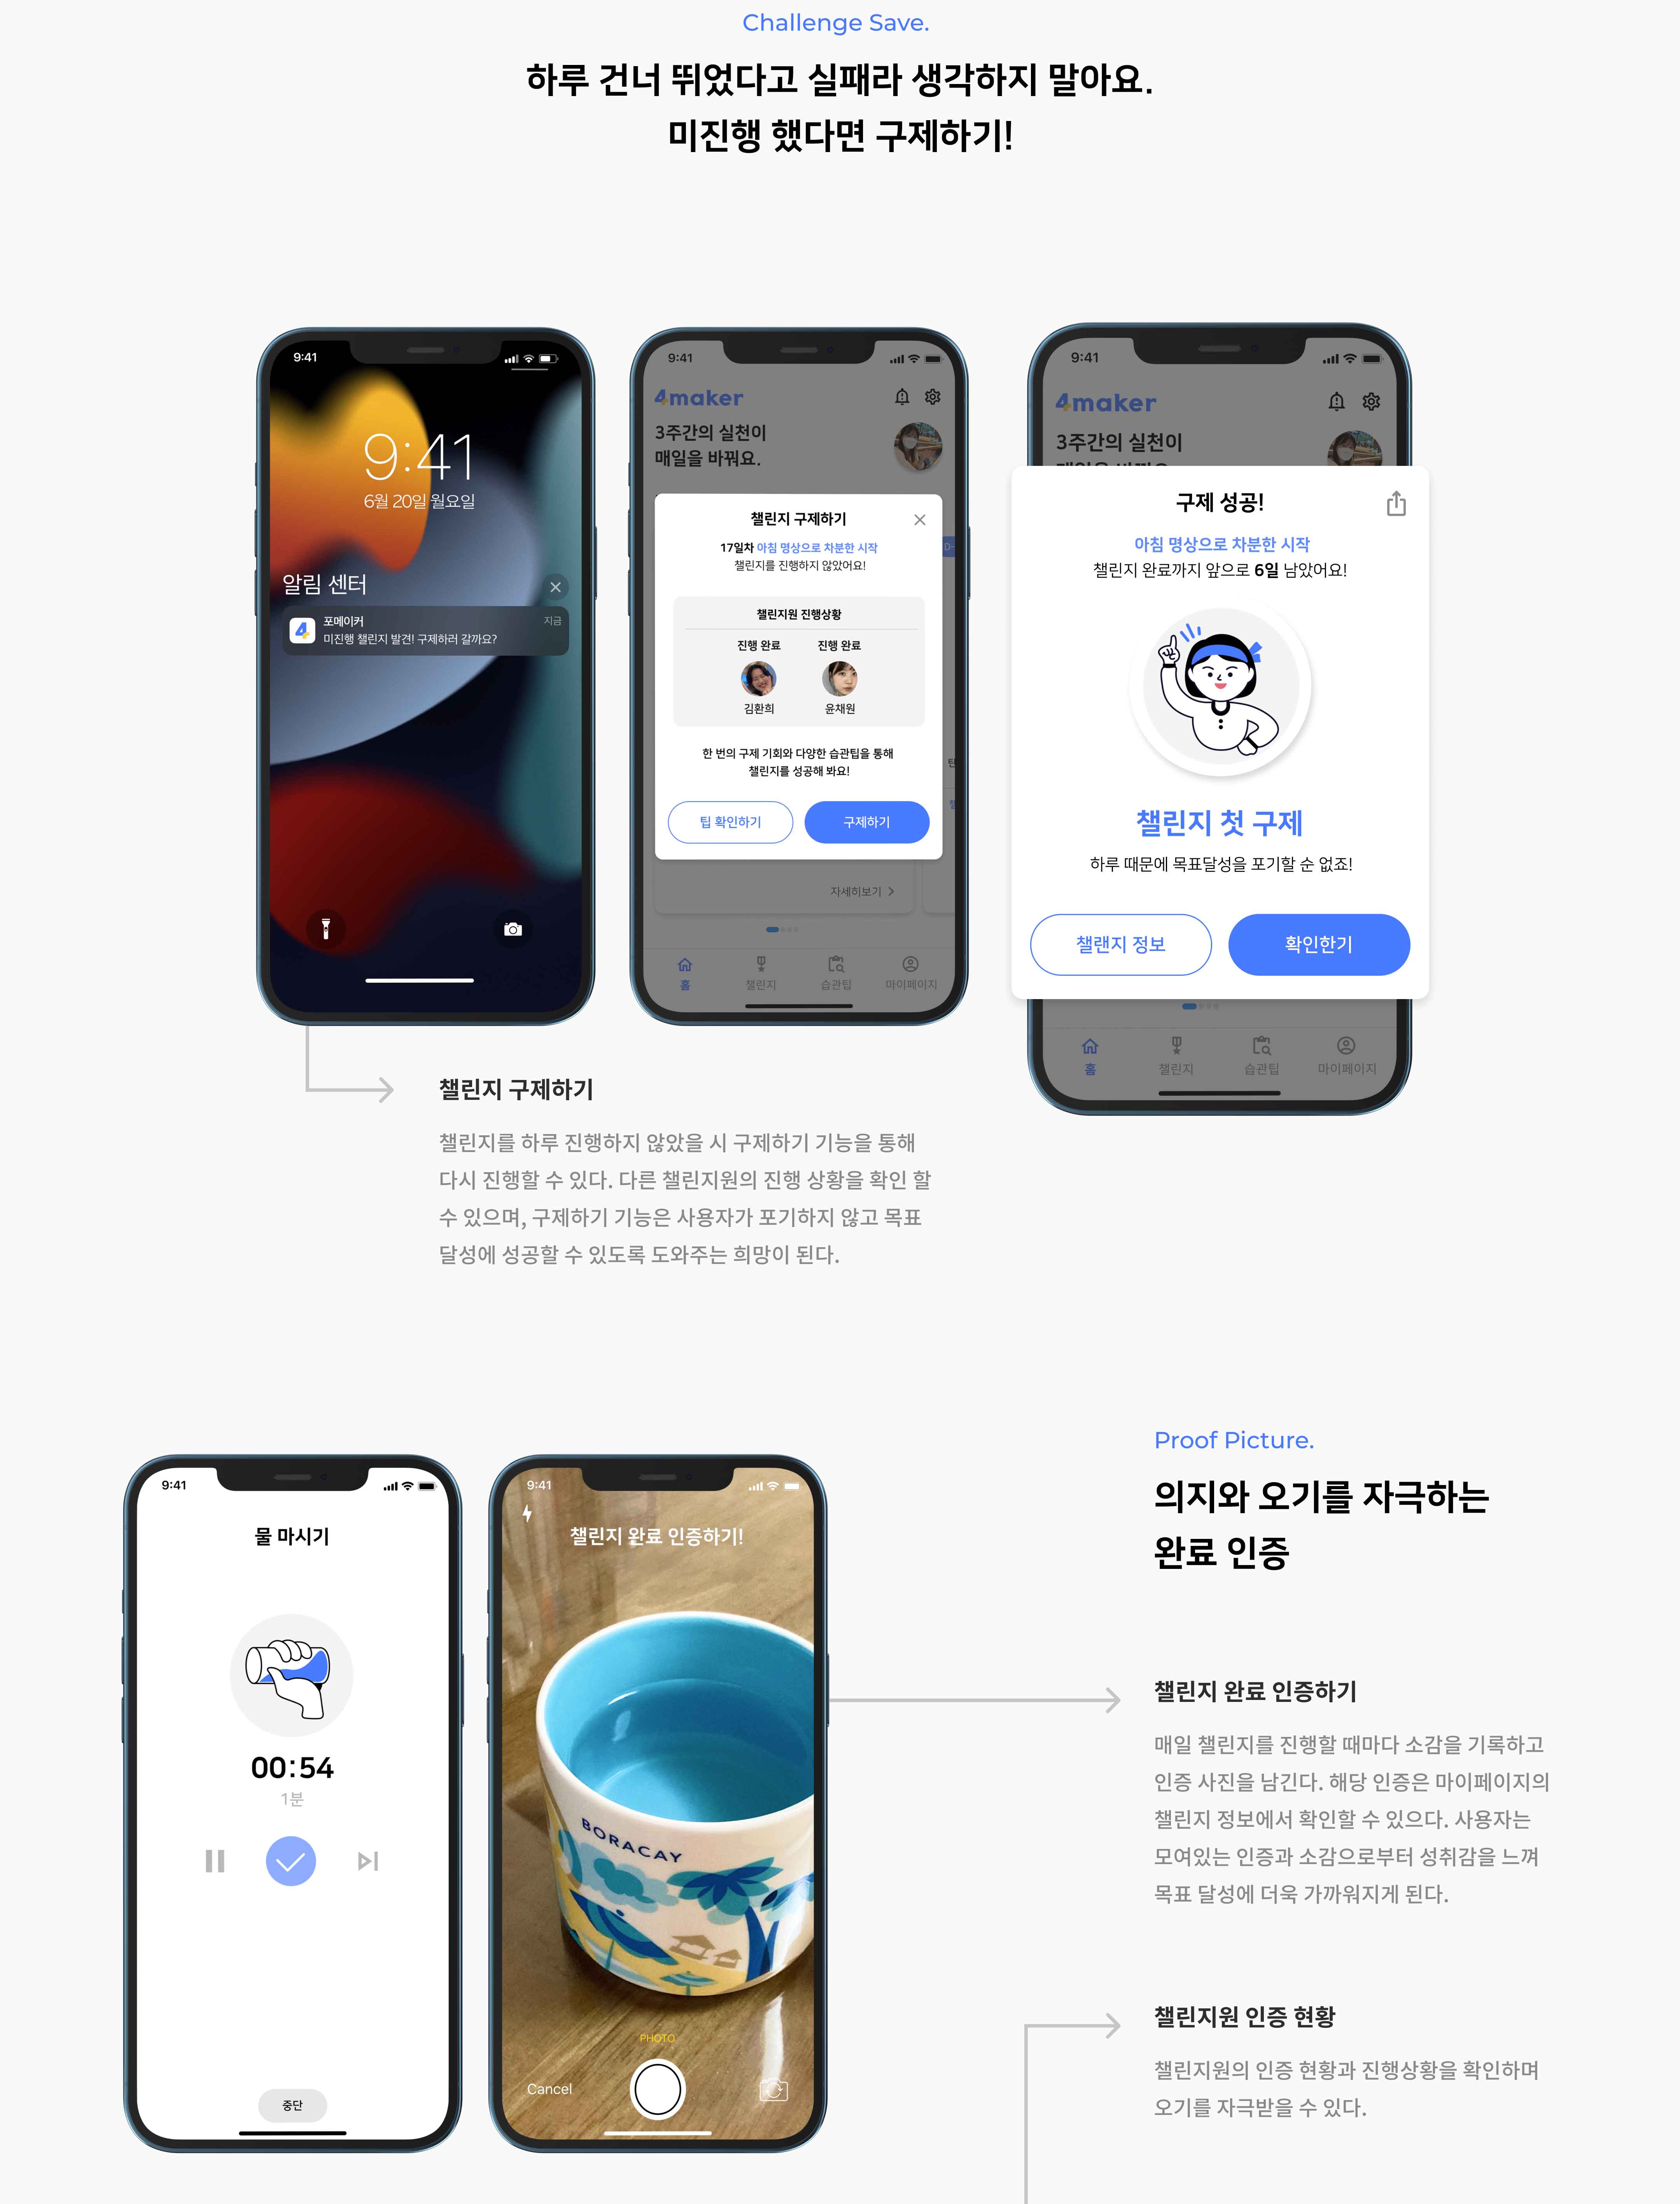 Challenge Save.
하루 건너 뛰었다고 실패라 생각하지 말아요.
미진행 했다면 구제하기!
9:41
9:41
6월 20일 월요일
알림 센터
포메이커
지금
미진행 챌린지 발견! 구제하러 갈까요?
9:41
4maker
3주간의 실천이
매일을 바꿔요.
챌린지 구제하기
17일차 아침 명상으로 차분한 시작
챌린지를 진행하지 않았어요!
챌린지원 진행상황
진행 완료
진행 완료
김환희
윤채원
한 번의 구제 기회와 다양한 습관팁을 통해
챌린지를 성공해 봐요!
팁 확인하기
구제하기
자세히보기
홈
챌린지
습관팁
마이페이지
9:41
4maker
3주간의 실천이
구제 성공!
아침 명상으로 차분한 시작
챌린지 완료까지 앞으로 6일 남았어요!
챌린지 첫 구제
하루 때문에 목표달성을 포기할 순 없죠!
챌랜지 정보
확인한기
홈
챌린지
습관팁
마이페이지
챌린지 구제하기
챌린지를 하루 진행하지 않았을 시 구제하기 기능을 통해
다시 진행할 수 있다. 다른 챌린지원의 진행 상황을 확인 할
수 있으며, 구제하기 기능은 사용자가 포기하지 않고 목표
달성에 성공할 수 있도록 도와주는 희망이 된다.
9:41
물 마시기
00:54
1분
중단
9:41
챌린지 완료 인증하기!
BORACAY
PHOTO
Cancel
Proof Picture.
의지와 오기를 자극하는
완료 인증
챌린지 완료 인증하기
매일 챌린지를 진행할 때마다 소감을 기록하고
인증 사진을 남긴다. 해당 인증은 마이페이지의
챌린지 정보에서 확인할 수 있으다. 사용자는
모여있는 인증과 소감으로부터 성취감을 느껴
목표 달성에 더욱 가까워지게 된다.
챌린지원 인증 현황
챌린지원의 인증 현황과 진행상황을 확인하며
오기를 자극받을 수 있다.